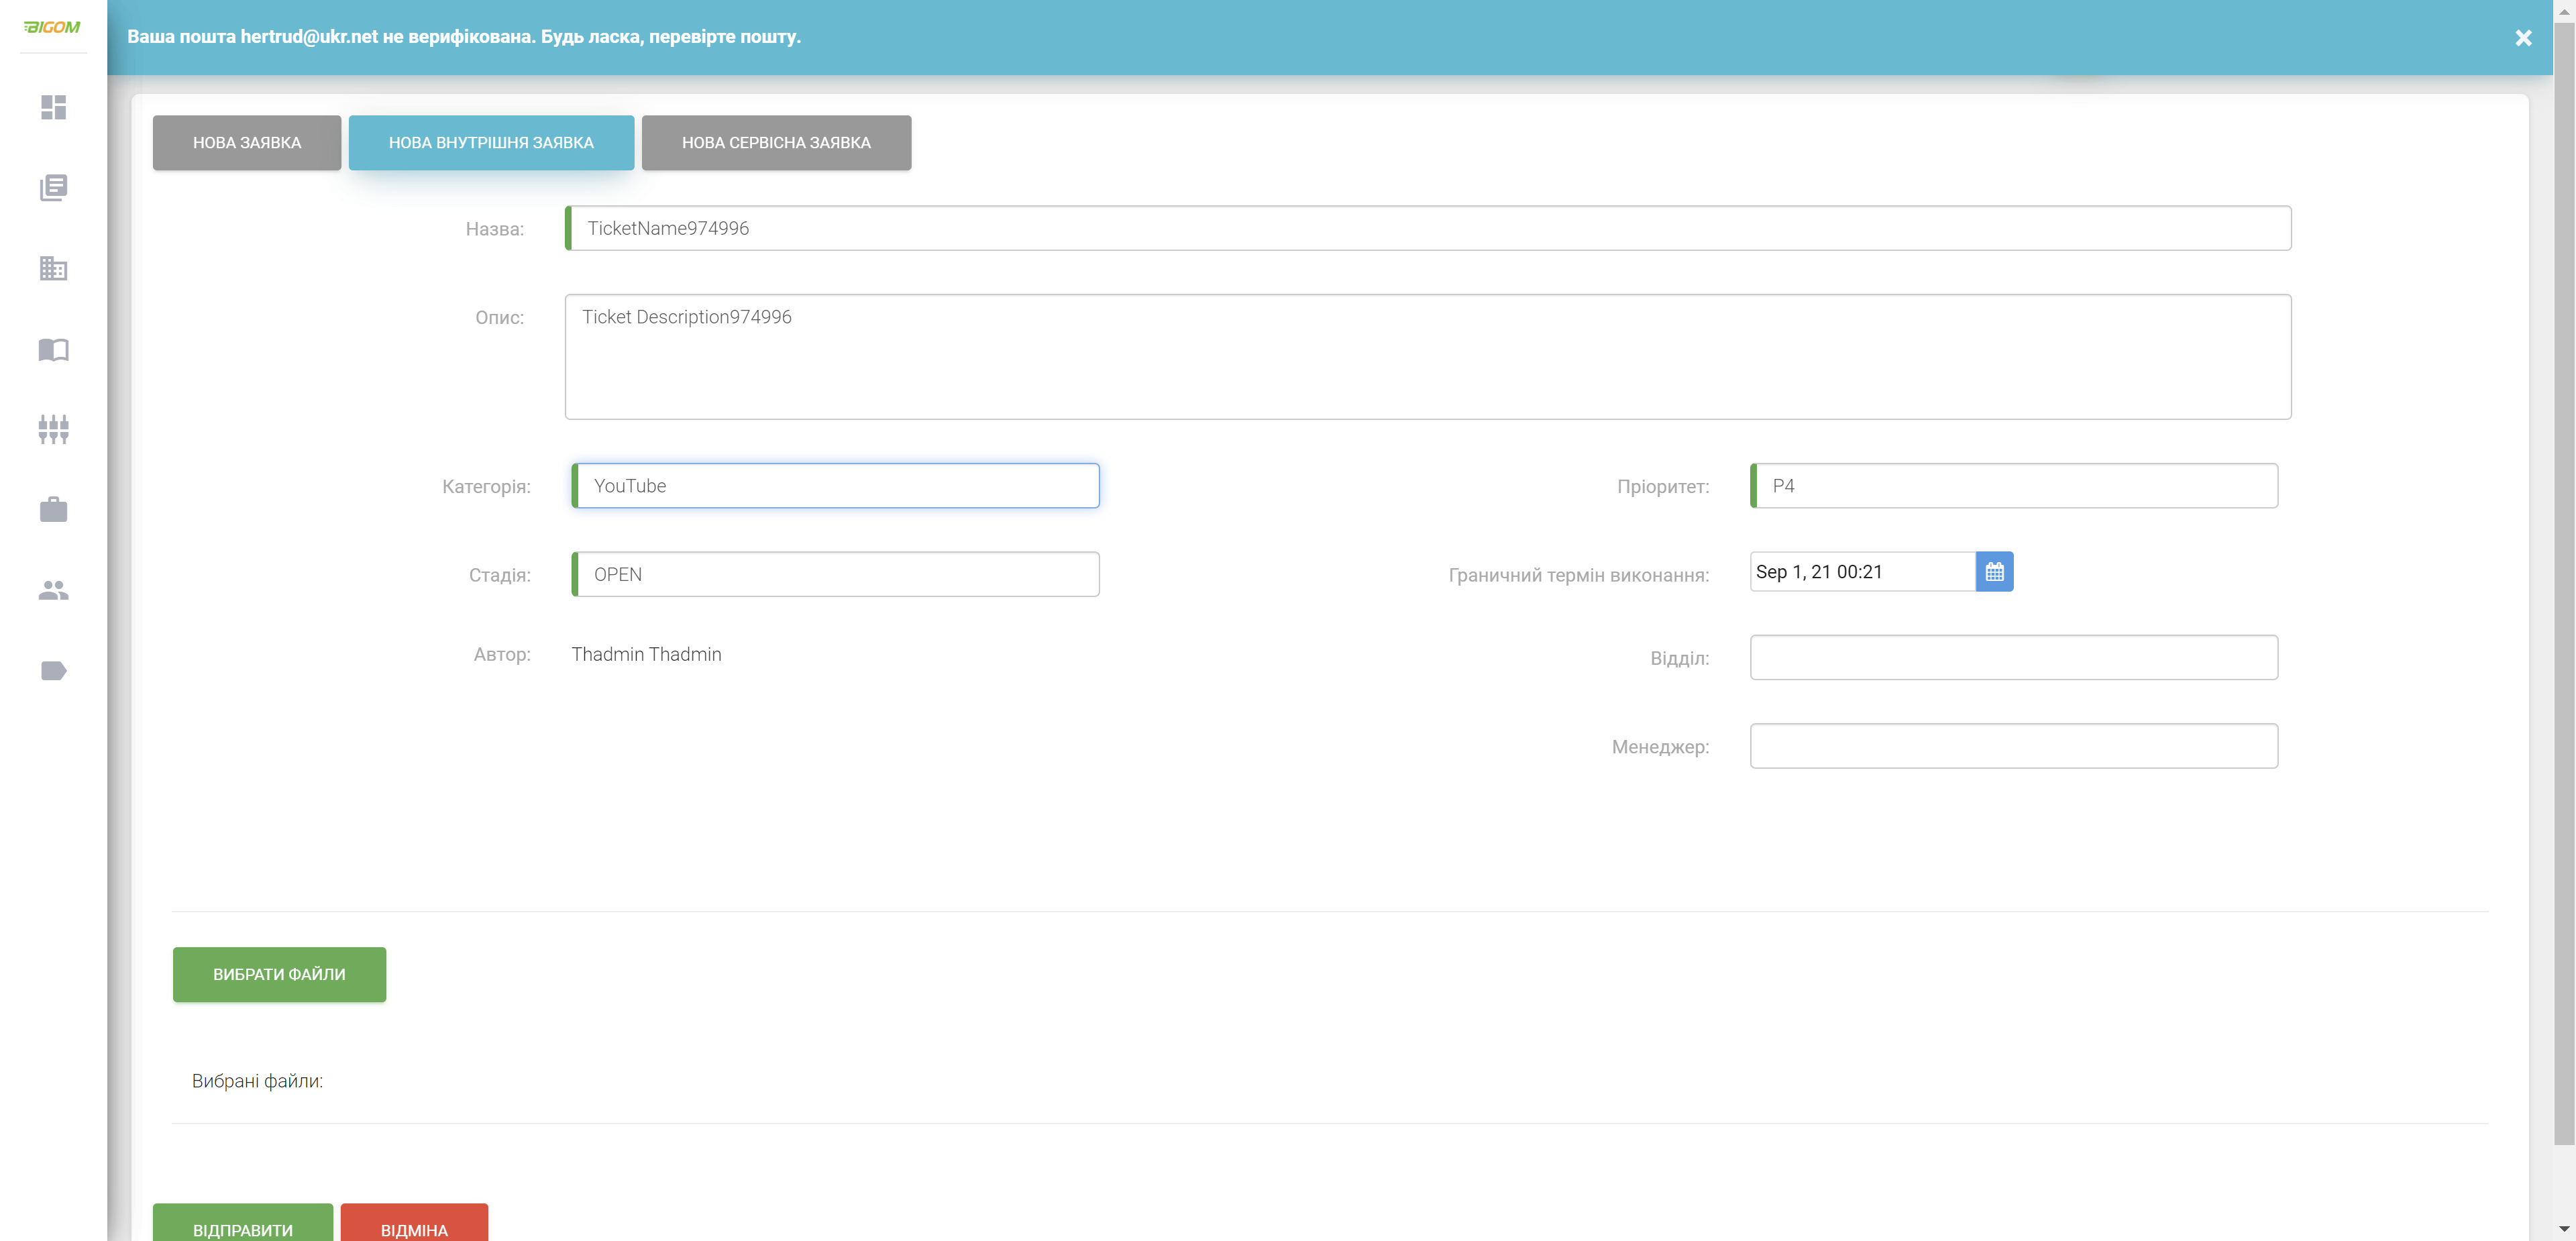 BIGOM
Ваша пошта hertrud@ukr.net не верифікована. Будь ласка, перевірте пошту.
НОВА ЗАЯВКА
НОВА ВНУТРІШНЯ ЗАЯВКА
НОВА СЕРВІСНА ЗАЯВКА
Назва:
TicketName974996
Опис:
Ticket Description974996
Категорія:
YouTube
Пріоритет:
P4
Стадія:
OPEN
Граничний термін виконання:
Sep 1, 21 00:21
Автор:
Thadmin Thadmin
Відділ:
Менеджер:
ВИБРАТИ ФАЙЛИ
Вибрані файли:
ВІДПРАВИТИ
ВІДМІНА